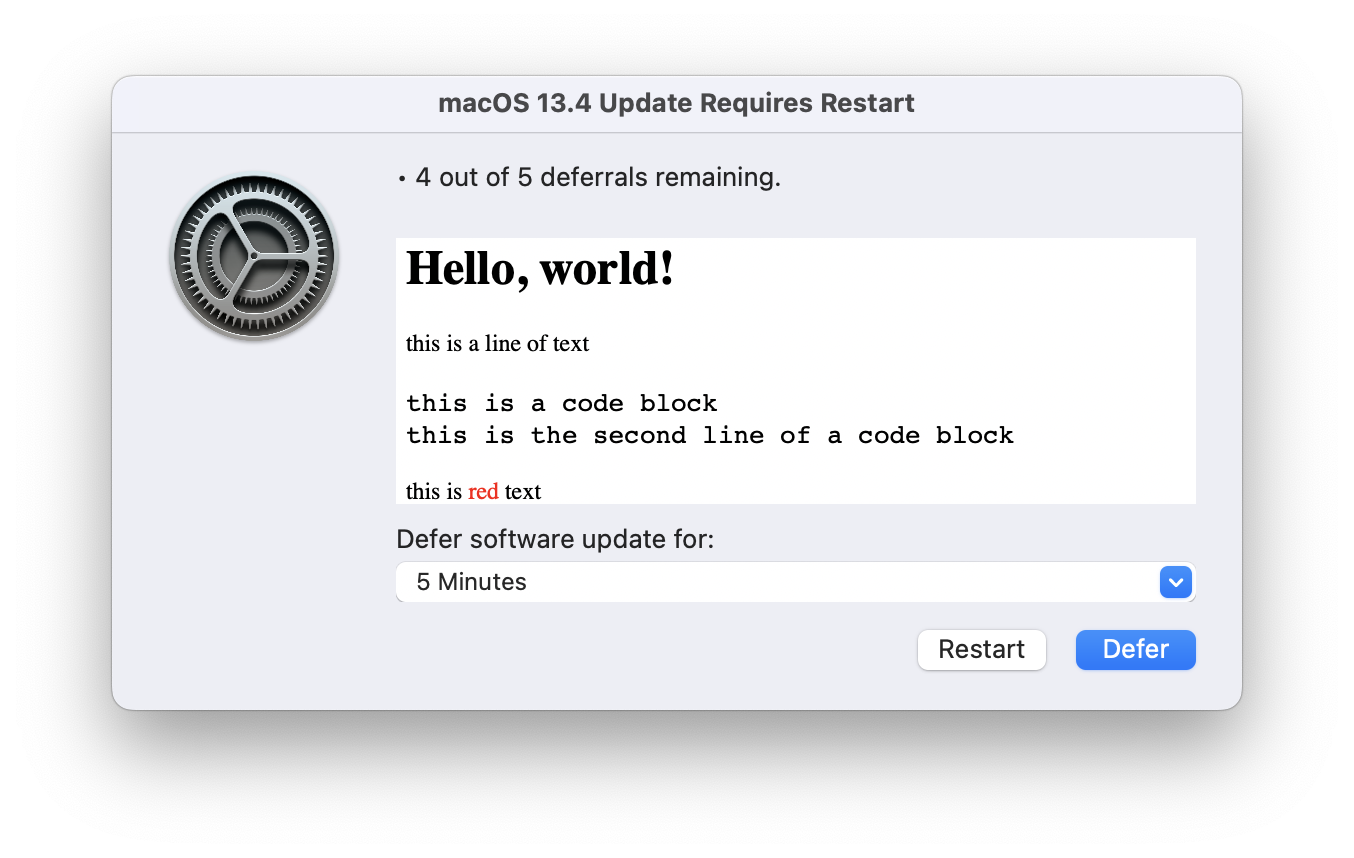 macOS 13.4 Update Requires Restart
• 4 out of 5 deferrals remaining.
Hello, world!
this is a line of text
this is a code block
this is the second line of a code block
this is red text
Defer software update for:
5 Minutes
Restart
Defer